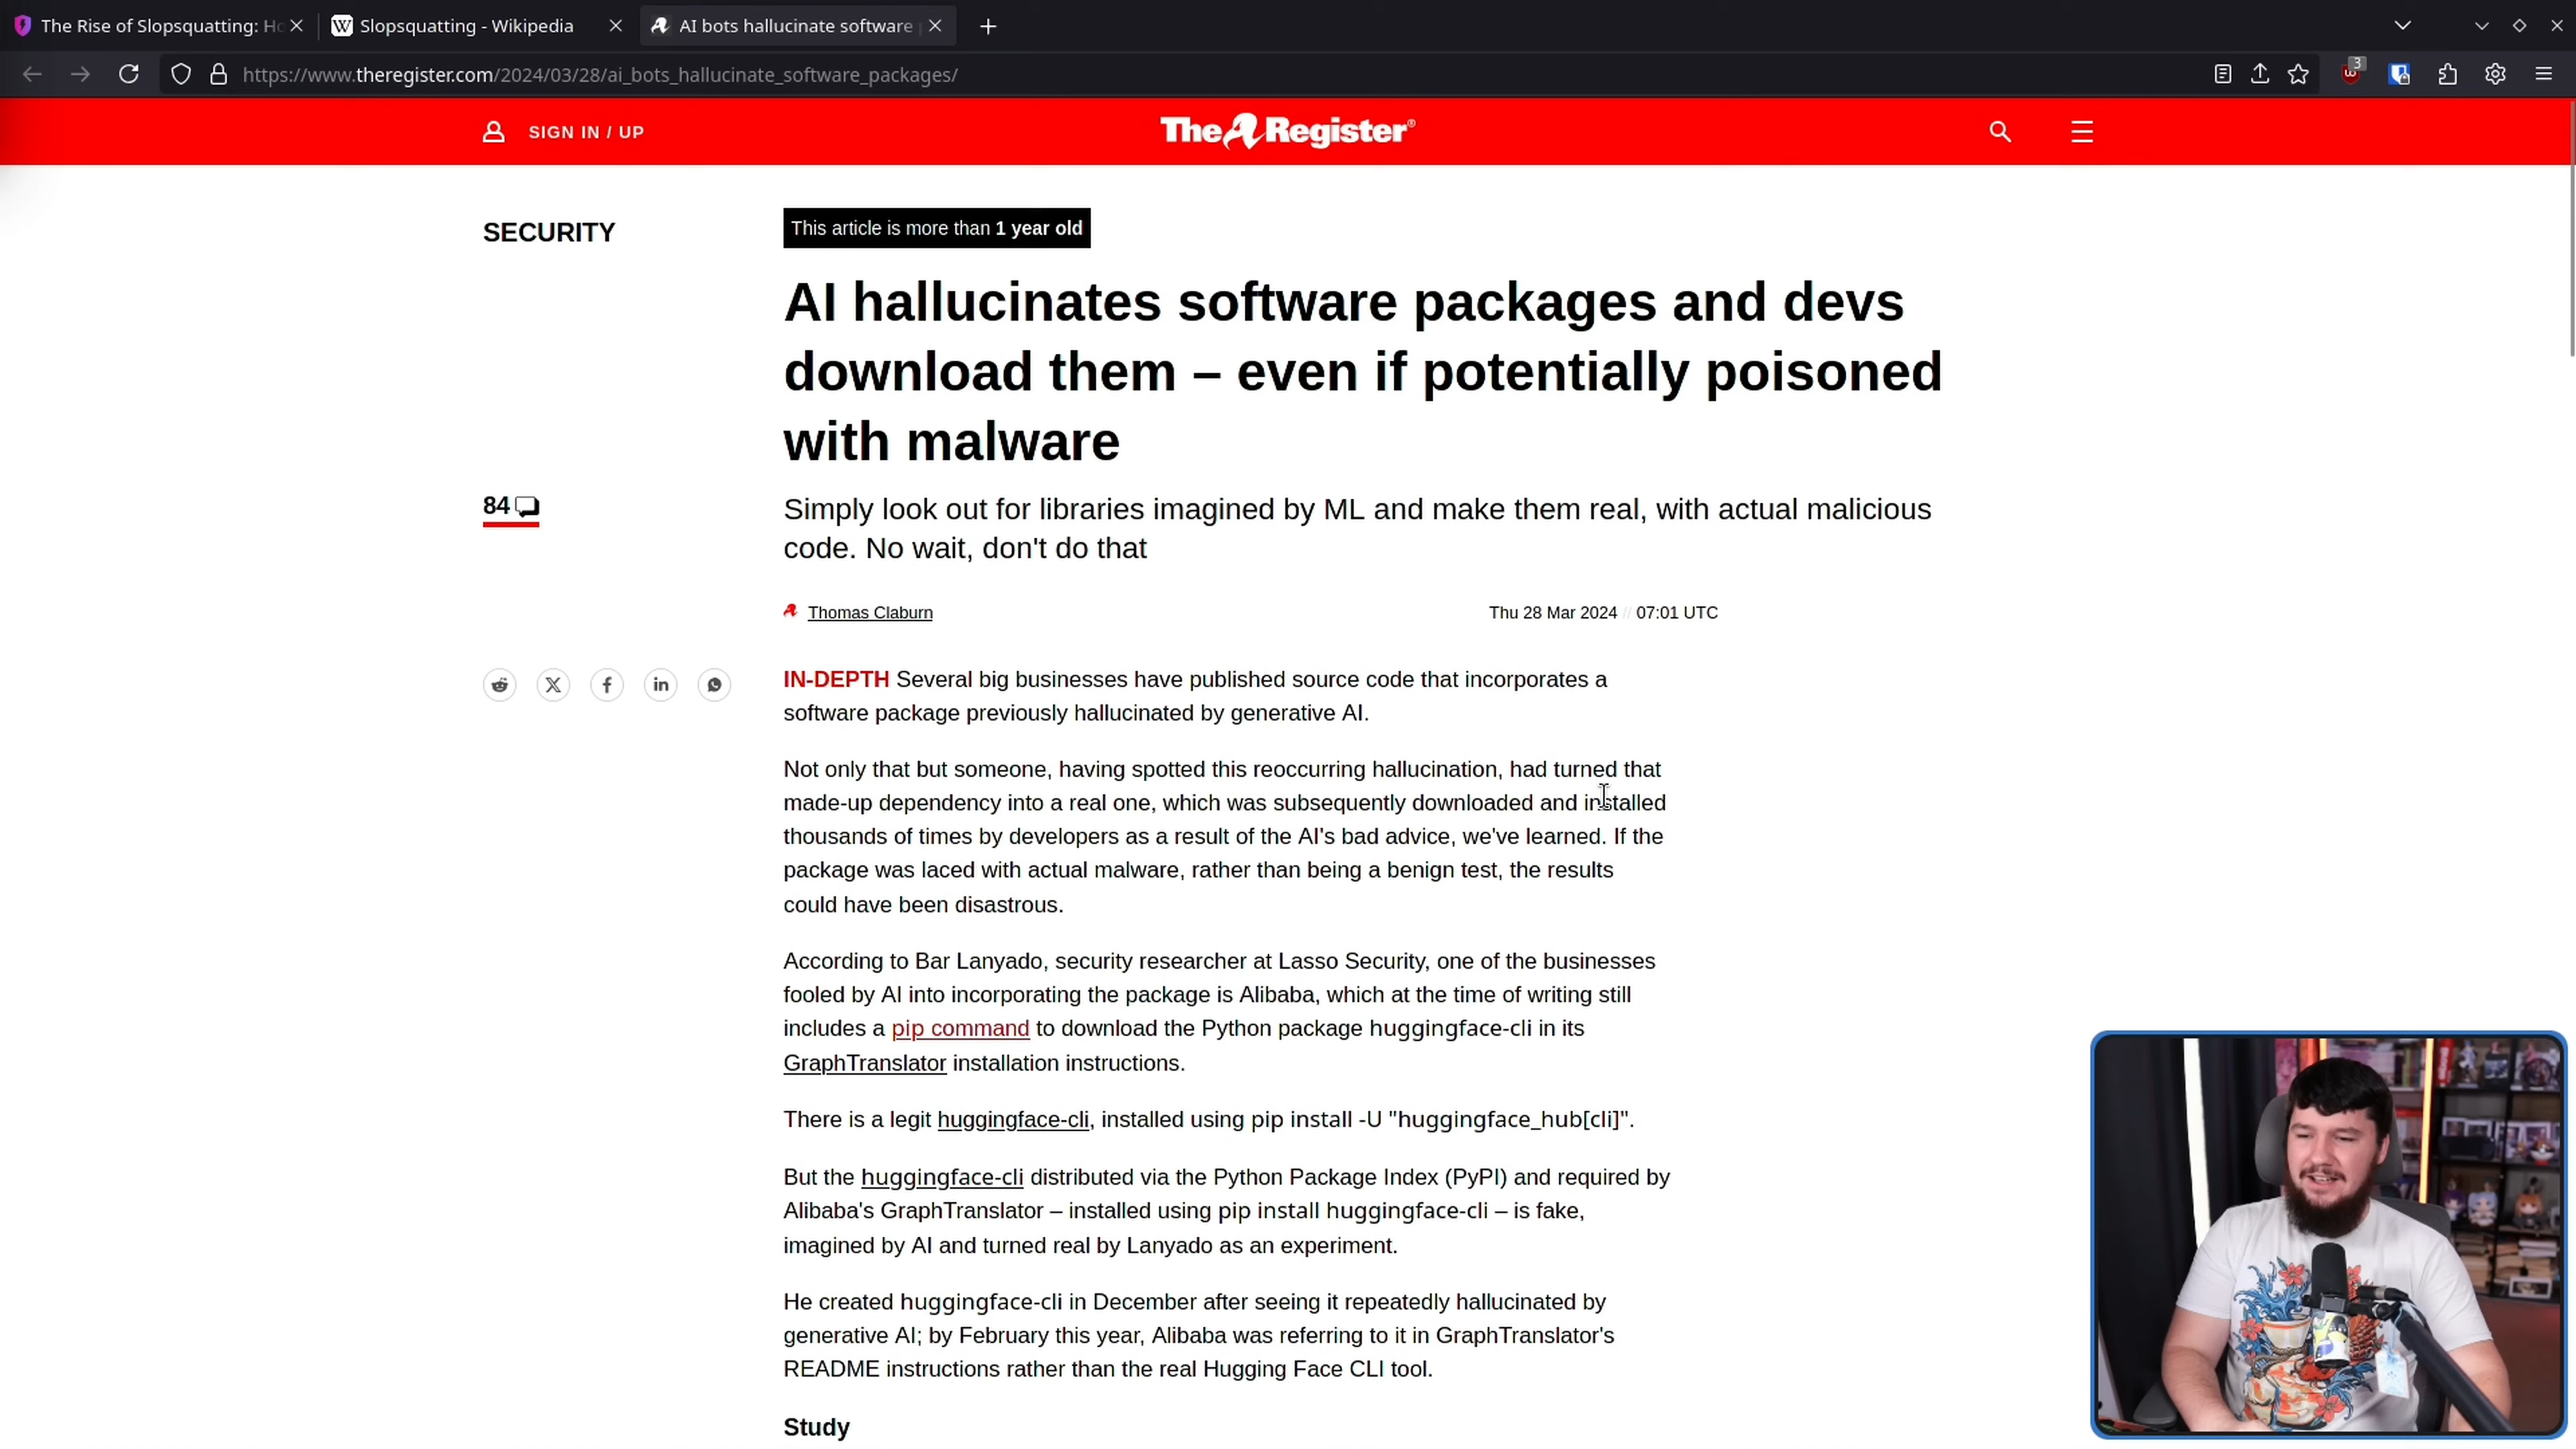 The Rise of Slopsquatting: Ho
Slopsquatting - Wikipedia
AI bots hallucinate software
https://www.theregister.com/2024/03/28/ai_bots_hallucinate_software_packages/
3
SIGN IN / UP
The Register®
SECURITY
This article is more than 1 year old
AI hallucinates software packages and devs
download them – even if potentially poisoned
with malware
84
Simply look out for libraries imagined by ML and make them real, with actual malicious
code. No wait, don't do that
Thomas Claburn
Thu 28 Mar 2024 // 07:01 UTC
IN-DEPTH Several big businesses have published source code that incorporates a
software package previously hallucinated by generative AI.
Not only that but someone, having spotted this reoccurring hallucination, had turned that
made-up dependency into a real one, which was subsequently downloaded and installed
thousands of times by developers as a result of the AI's bad advice, we've learned. If the
package was laced with actual malware, rather than being a benign test, the results
could have been disastrous.
According to Bar Lanyado, security researcher at Lasso Security, one of the businesses
fooled by AI into incorporating the package is Alibaba, which at the time of writing still
includes a pip command to download the Python package huggingface-cli in its
GraphTranslator installation instructions.
There is a legit huggingface-cli, installed using pip install -U "huggingface_hub[cli]".
But the huggingface-cli distributed via the Python Package Index (PyPI) and required by
Alibaba's GraphTranslator – installed using pip install huggingface-cli – is fake,
imagined by AI and turned real by Lanyado as an experiment.
He created huggingface-cli in December after seeing it repeatedly hallucinated by
generative AI; by February this year, Alibaba was referring to it in GraphTranslator's
README instructions rather than the real Hugging Face CLI tool.
Study